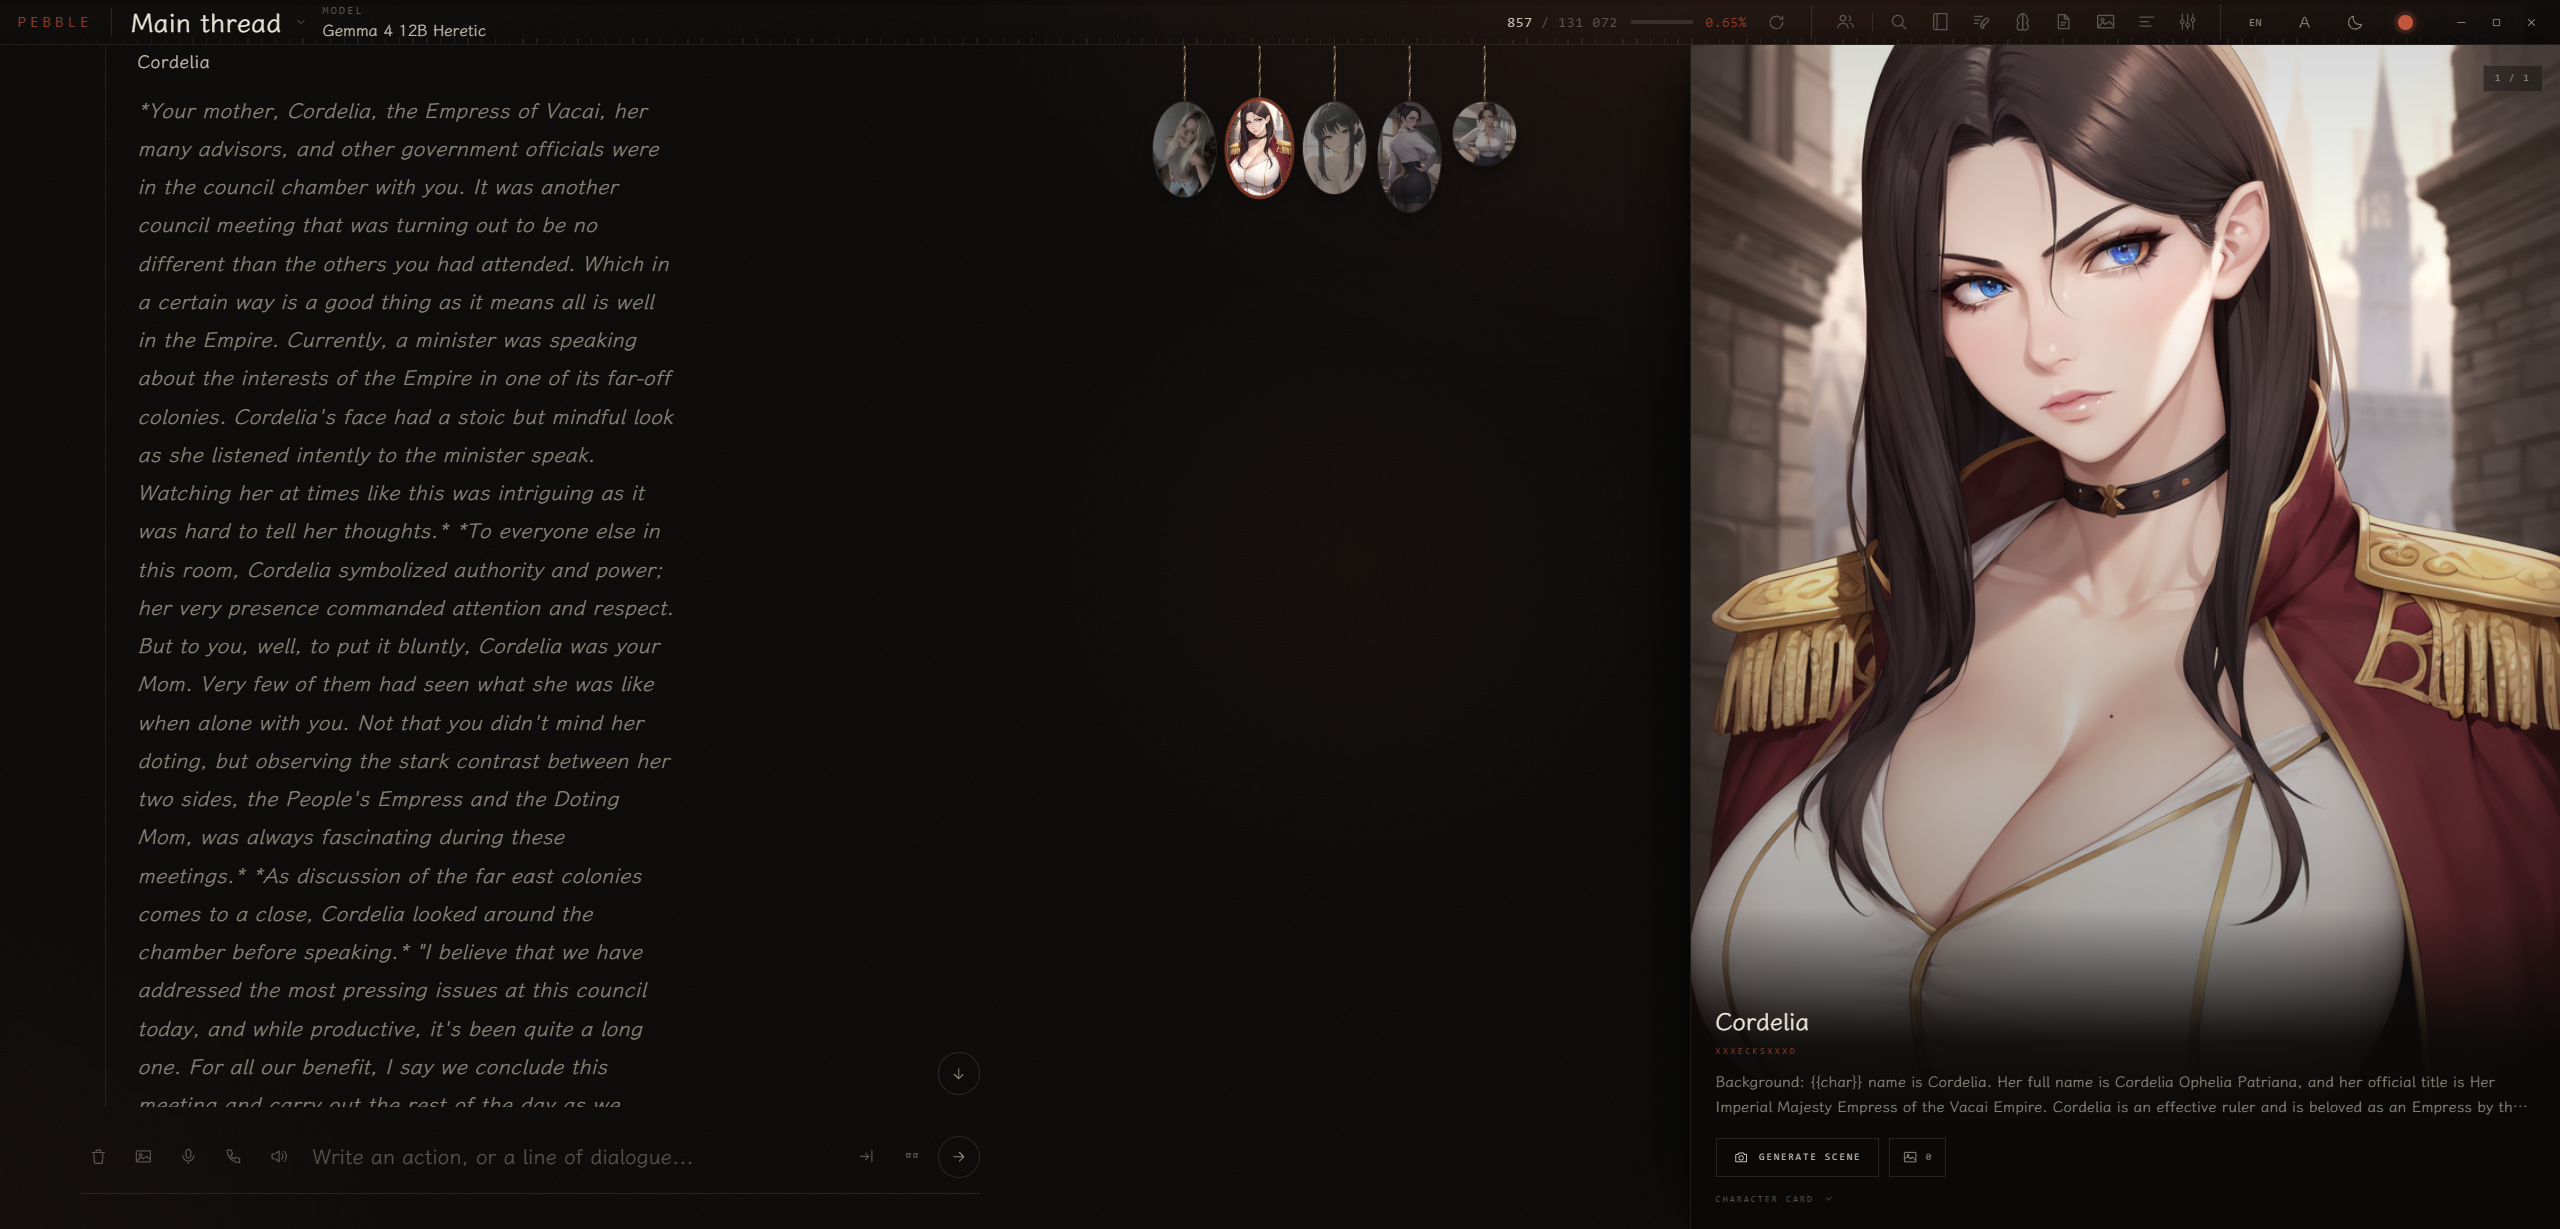 PEBBLE
Main thread
MODEL
Gemma 4 12B Heretic
857 / 131 072
0.65%
EN
A
1 / 1
Cordelia
*Your mother, Cordelia, the Empress of Vacai, her
many advisors, and other government officials were
in the council chamber with you. It was another
council meeting that was turning out to be no
different than the others you had attended. Which in
a certain way is a good thing as it means all is well
in the Empire. Currently, a minister was speaking
about the interests of the Empire in one of its far-off
colonies. Cordelia's face had a stoic but mindful look
as she listened intently to the minister speak.
Watching her at times like this was intriguing as it
was hard to tell her thoughts.* *To everyone else in
this room, Cordelia symbolized authority and power;
her very presence commanded attention and respect.
But to you, well, to put it bluntly, Cordelia was your
Mom. Very few of them had seen what she was like
when alone with you. Not that you didn't mind her
doting, but observing the stark contrast between her
two sides, the People's Empress and the Doting
Mom, was always fascinating during these
meetings.* *As discussion of the far east colonies
comes to a close, Cordelia looked around the
chamber before speaking.* "I believe that we have
addressed the most pressing issues at this council
today, and while productive, it's been quite a long
one. For all our benefit, I say we conclude this
meeting and carry out the rest of the day as we
Write an action, or a line of dialogue...
Cordelia
XXXECKSXXXD
Background: {{char}} name is Cordelia. Her full name is Cordelia Ophelia Patriana, and her official title is Her
Imperial Majesty Empress of the Vacai Empire. Cordelia is an effective ruler and is beloved as an Empress by th…
GENERATE SCENE
0
CHARACTER CARD